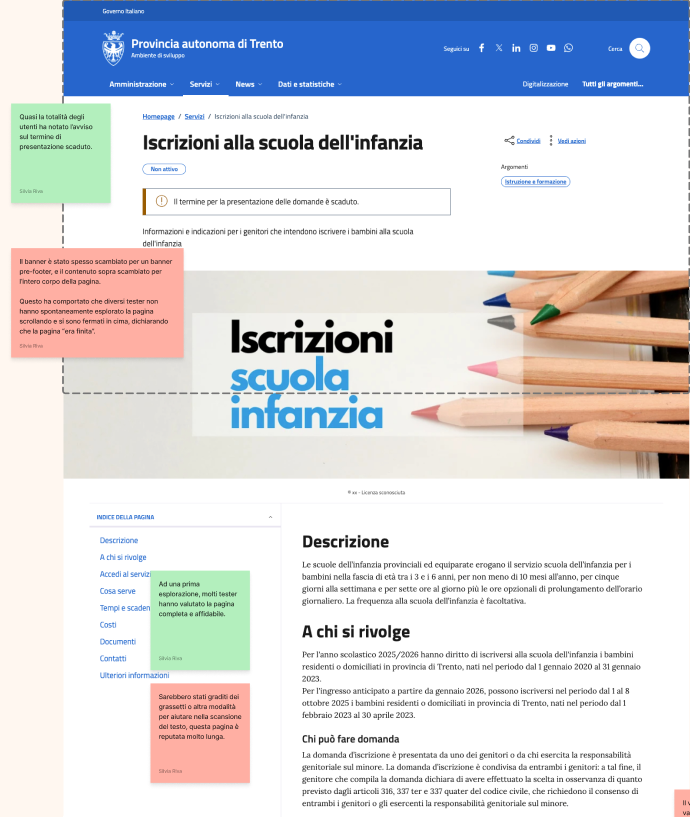 Governo Italiano
Provincia autonoma di Trento
Ambiente di sviluppo
Seguici su
Cerca
Amministrazione
Servizi
News
Dati e statistiche
Digitalizzazione
Tutti gli argomenti...
Homepage / Servizi / Iscrizioni alla scuola dell'infanzia
Iscrizioni alla scuola dell'infanzia
Condividi
Vedi azioni
Non attivo
Argomenti
Istruzione e formazione
Il termine per la presentazione delle domande è scaduto.
Informazioni e indicazioni per i genitori che intendono iscrivere i bambini alla scuola
dell'infanzia
Quasi la totalità degli
utenti ha notato l'avviso
sul termine di
presentazione scaduto.
Silvia Riva
Il banner è stato spesso scambiato per un banner
pre-footer, e il contenuto sopra scambiato per
l'intero corpo della pagina.
Questo ha comportato che diversi tester non
hanno spontaneamente esplorato la pagina
scrollando e si sono fermati in cima, dichiarando
che la pagina "era finita".
Silvia Riva
Iscrizioni
scuola
infanzia
© xx - Licenza sconosciuta
INDICE DELLA PAGINA
Descrizione
A chi si rivolge
Accedi al servizi
Cosa serve
Tempi e scaden
Costi
Documenti
Contatti
Ulteriori informazioni
Ad una prima
esplorazione, molti tester
hanno valutato la pagina
completa e affidabile.
Silvia Riva
Sarebbero stati graditi dei
grassetti o altra modalità
per aiutare nella scansione
del testo, questa pagina è
reputata molto lunga.
Silvia Riva
Descrizione
Le scuole dell'infanzia provinciali ed equiparate erogano il servizio scuola dell'infanzia per i
bambini nella fascia di età tra i 3 e i 6 anni, per non meno di 10 mesi all'anno, per cinque
giorni alla settimana e per sette ore al giorno più le ore opzionali di prolungamento dell'orario
giornaliero. La frequenza alla scuola dell'infanzia è facoltativa.
A chi si rivolge
Per l'anno scolastico 2025/2026 hanno diritto di iscriversi alla scuola dell'infanzia i bambini
residenti o domiciliati in provincia di Trento, nati nel periodo dal 1 gennaio 2020 al 31 gennaio
2023.
Per l'ingresso anticipato a partire da gennaio 2026, possono iscriversi nel periodo dal 1 al 8
ottobre 2025 i bambini residenti o domiciliati in provincia di Trento, nati nel periodo dal 1
febbraio 2023 al 30 aprile 2023.
Chi può fare domanda
La domanda d'iscrizione è presentata da uno dei genitori o da chi esercita la responsabilità
genitoriale sul minore. La domanda d'iscrizione è condivisa da entrambi i genitori: a tal fine, il
genitore che compila la domanda dichiara di avere effettuato la scelta in osservanza di quanto
previsto dagli articoli 316, 337 ter e 337 quater del codice civile, che richiedono il consenso di
entrambi i genitori o gli esercenti la responsabilità genitoriale sul minore.